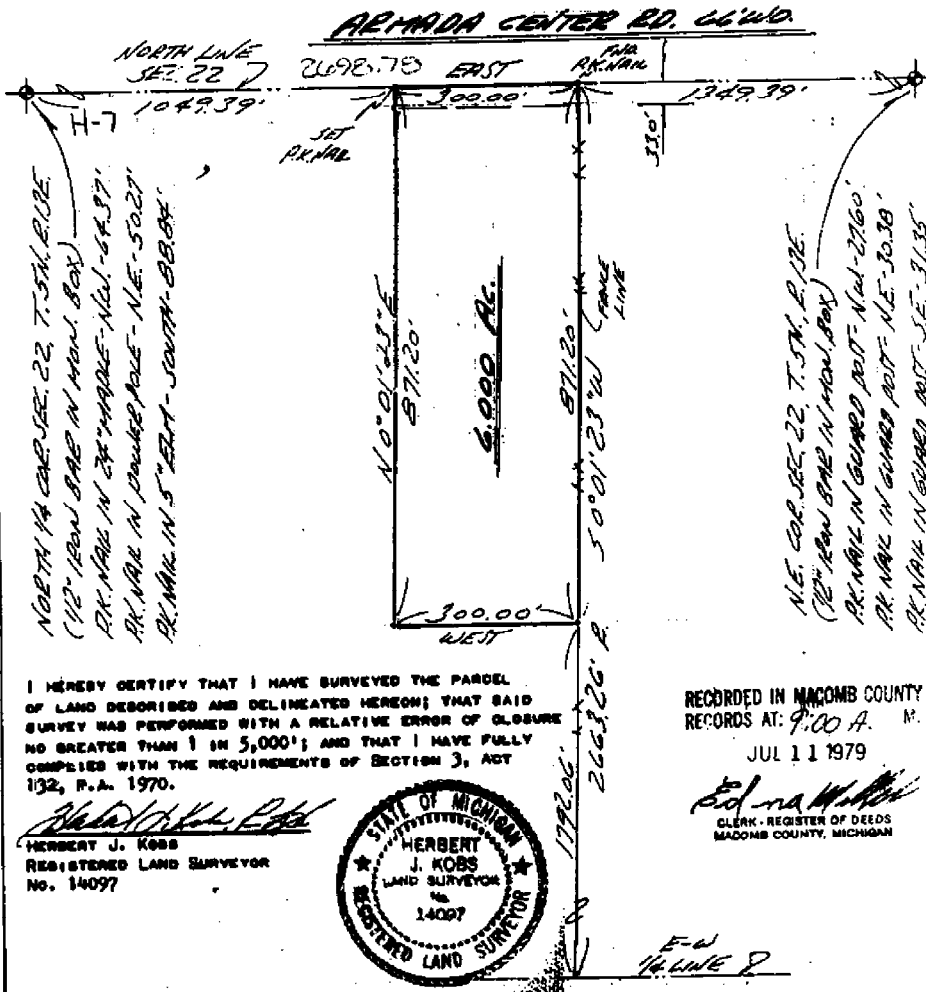 ARMADA CENTER RD. 66' WD.
NORTH LINE
SEC. 22
2698.78
EAST
FND.
P.K. NAIL
1049.39'
300.00'
1349.39'
H-7
SET
P.K. NAIL
33.0'
NORTH 1/4 COR. SEC. 22, T.5N., R.13E.
(1/2" IRON BAR IN MON. BOX)
P.K. NAIL IN 24" MAPLE - N.W. - 64.37'
P.K. NAIL IN POWER POLE - N.E. - 50.27'
P.K. NAIL IN 5" ELM - SOUTH - 88.84'
N 0° 01' 23" E
871.20'
6.000 Ac.
871.20'
S 0° 01' 23" W
FENCE
LINE
N.E. COR. SEC. 22, T.5N., R.13E.
(1/2" IRON BAR IN MON. BOX)
P.K. NAIL IN GUARD POST - N.W. - 27.60'
P.K. NAIL IN GUARD POST - N.E. - 30.38'
P.K. NAIL IN GUARD POST - S.E. - 31.35'
300.00'
WEST
1792.06'
2663.26' R.
I HEREBY CERTIFY THAT I HAVE SURVEYED THE PARCEL
OF LAND DESCRIBED AND DELINEATED HEREON; THAT SAID
SURVEY WAS PERFORMED WITH A RELATIVE ERROR OF CLOSURE
NO GREATER THAN 1 IN 5,000'; AND THAT I HAVE FULLY
COMPLIED WITH THE REQUIREMENTS OF SECTION 3, ACT
132, P.A. 1970.
HERBERT J. KOBS
REGISTERED LAND SURVEYOR
No. 14097
STATE OF MICHIGAN
HERBERT
J. KOBS
LAND SURVEYOR
No.
14097
REGISTERED LAND SURVEYOR
RECORDED IN MACOMB COUNTY
RECORDS AT: 9:00 A. M.
JUL 11 1979
CLERK - REGISTER OF DEEDS
MACOMB COUNTY, MICHIGAN
E-W
1/4 LINE